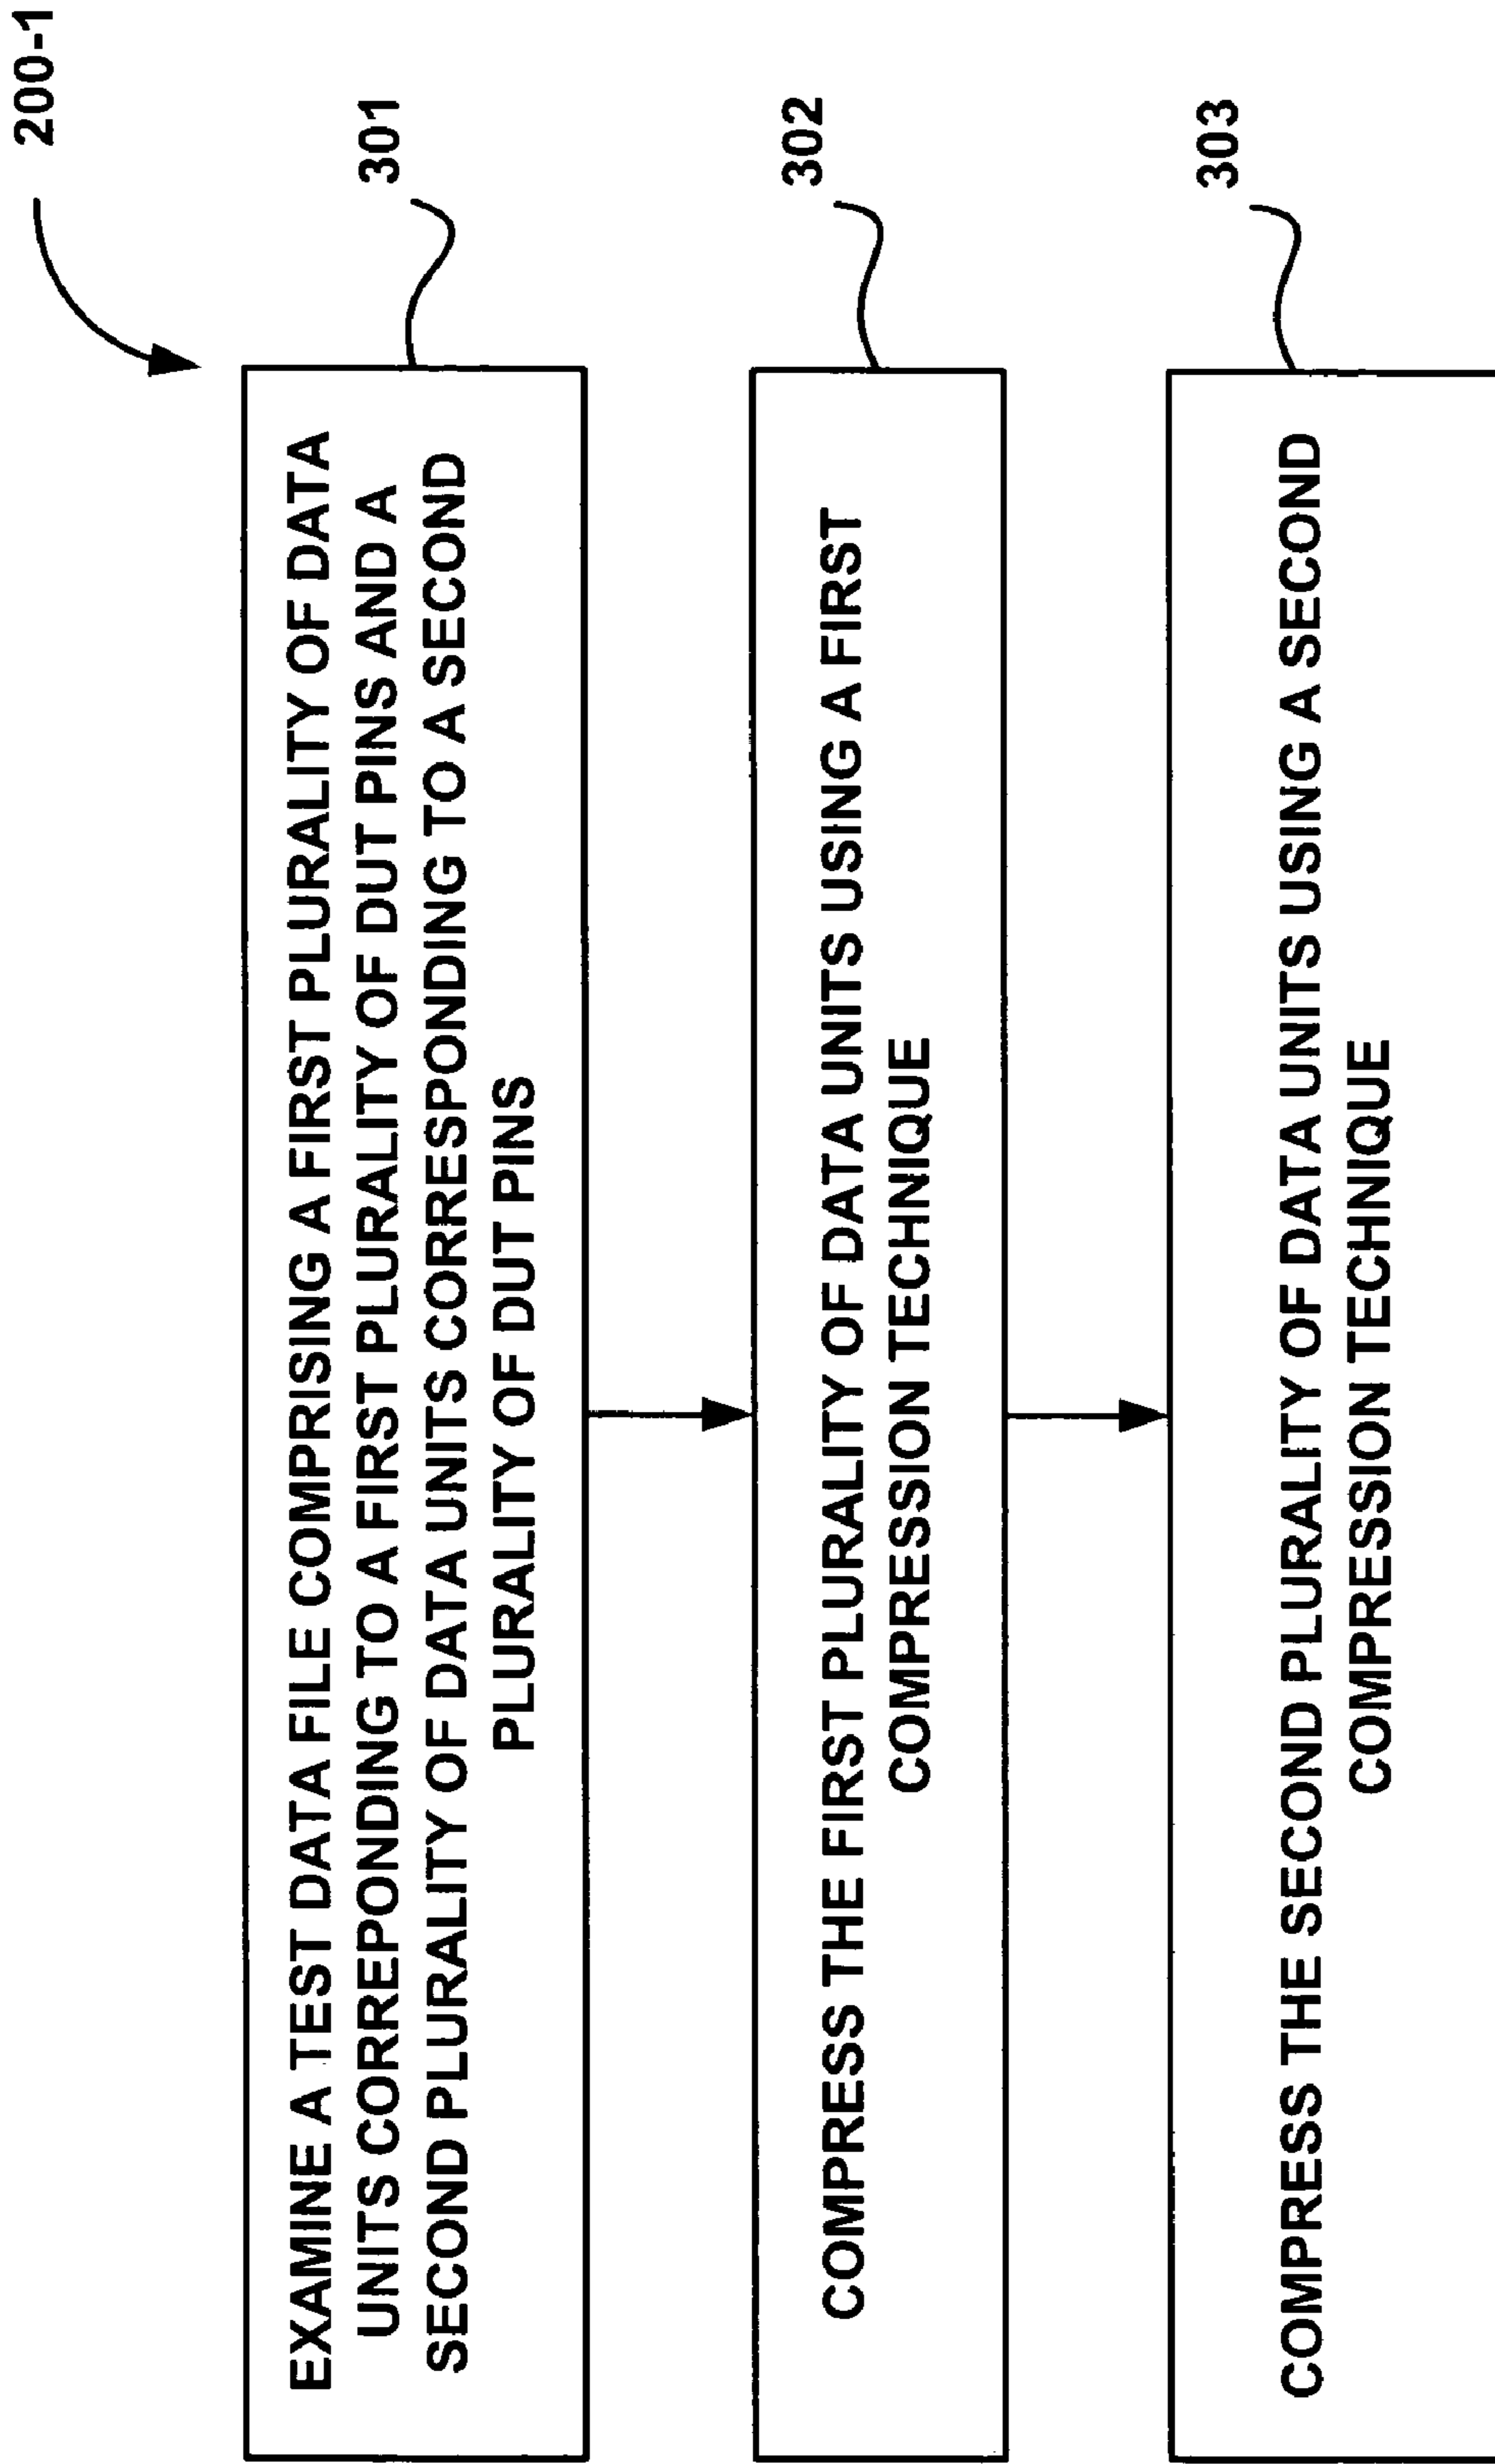 200-1
EXAMINE A TEST DATA FILE COMPRISING A FIRST PLURALITY OF DATA
UNITS CORREPONDING TO A FIRST PLURALITY OF DUT PINS AND A
SECOND PLURALITY OF DATA UNITS CORRESPONDING TO A SECOND
PLURALITY OF DUT PINS
301
COMPRESS THE FIRST PLURALITY OF DATA UNITS USING A FIRST
COMPRESSION TECHNIQUE
302
COMPRESS THE SECOND PLURALITY OF DATA UNITS USING A SECOND
COMPRESSION TECHNIQUE
303